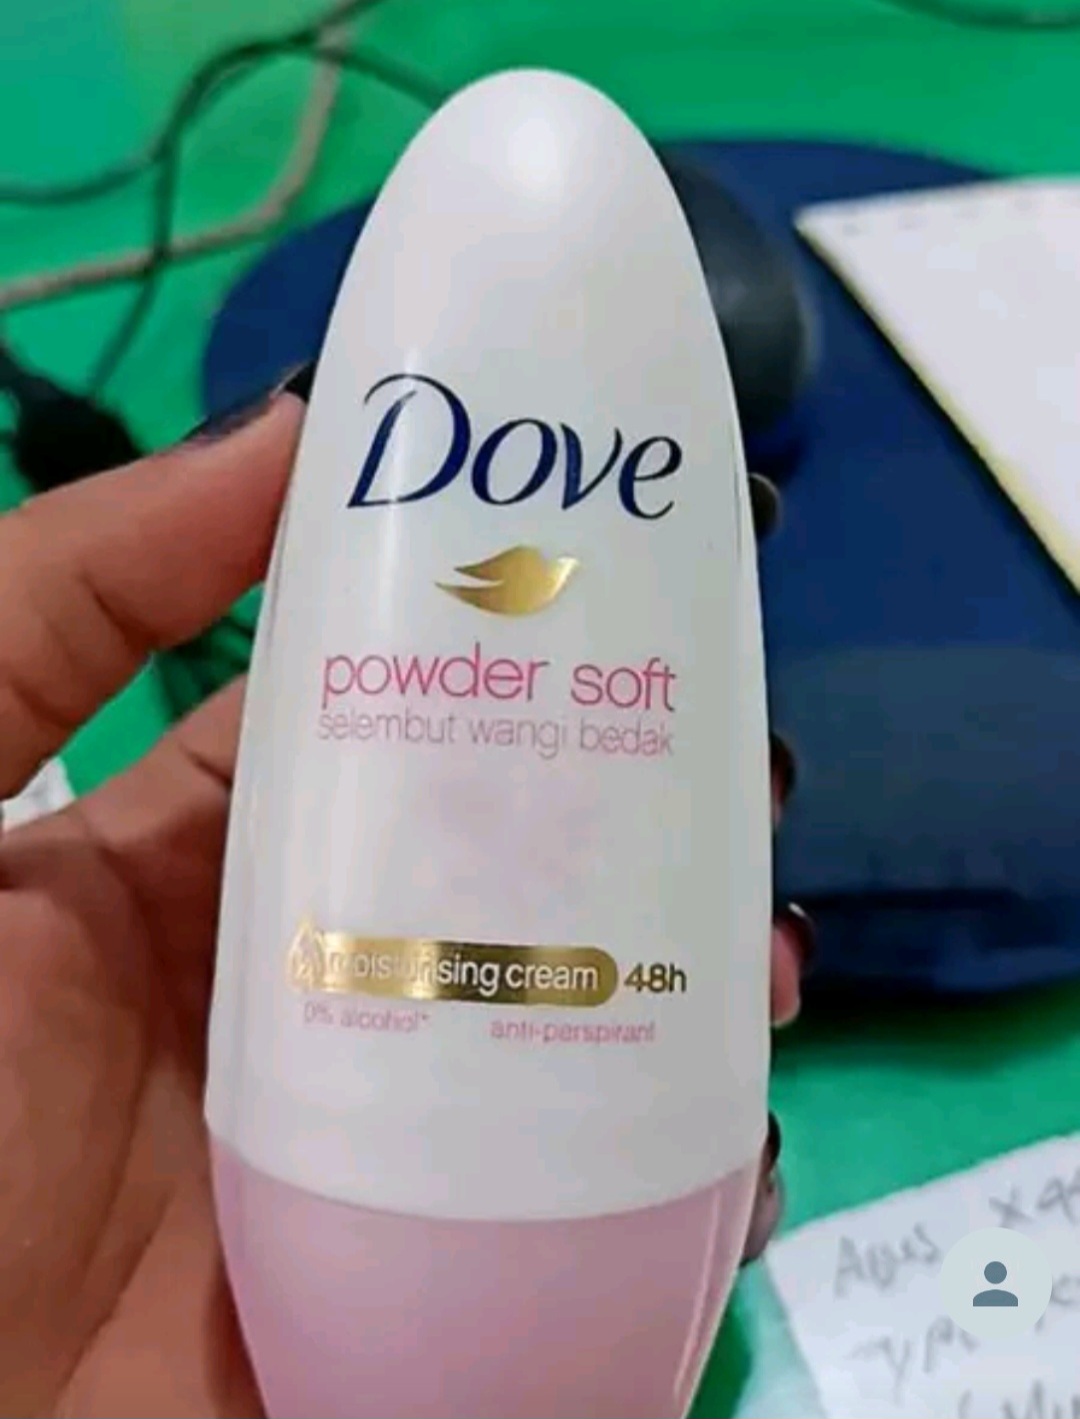 Dove
powder soft
selembut wangi bedak
moisturising cream 48h
0% alcohol* anti-perspirant